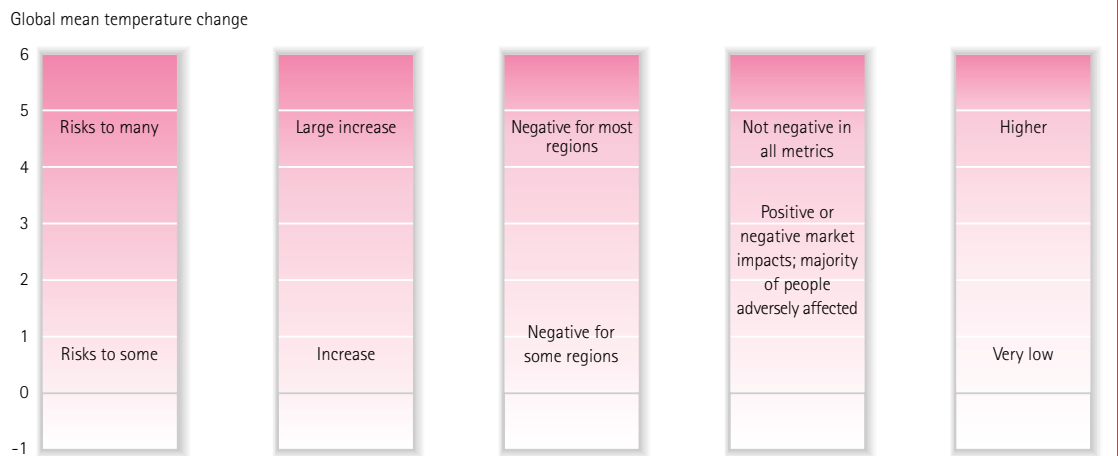 Global mean temperature change
6
5
4
3
2
1
0
-1
Risks to many
Risks to some
Large increase
Increase
Negative for most
regions
Negative for
some regions
Not negative in
all metrics
Positive or
negative market
impacts; majority
of people
adversely affected
Higher
Very low